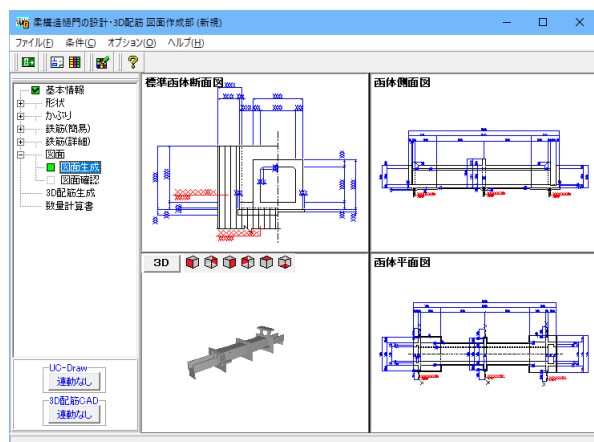 柔構造樋門の設計・3D配筋 図面作成部 (新規)
ファイル(F) 条件(C) オプション(O) ヘルプ(H)
基本情報
形状
かぶり
鉄筋(簡易)
鉄筋(詳細)
図面
図面生成
図面確認
3D配筋生成
数量計算書
UC-Draw
連動なし
3D配筋CAD
連動なし
標準函体断面図
函体側面図
3D
函体平面図